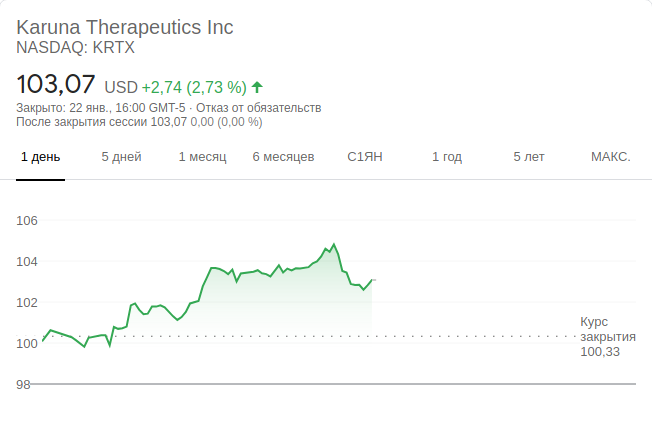 Karuna Therapeutics Inc
NASDAQ: KRTX
103,07 USD +2,74 (2,73 %)
Закрыто: 22 янв., 16:00 GMT-5 · Отказ от обязательств
После закрытия сессии 103,07 0,00 (0,00 %)
1 день 5 дней 1 месяц 6 месяцев С1ЯН 1 год 5 лет МАКС.
106
104
102
100
98
Курс
закрытия
100,33